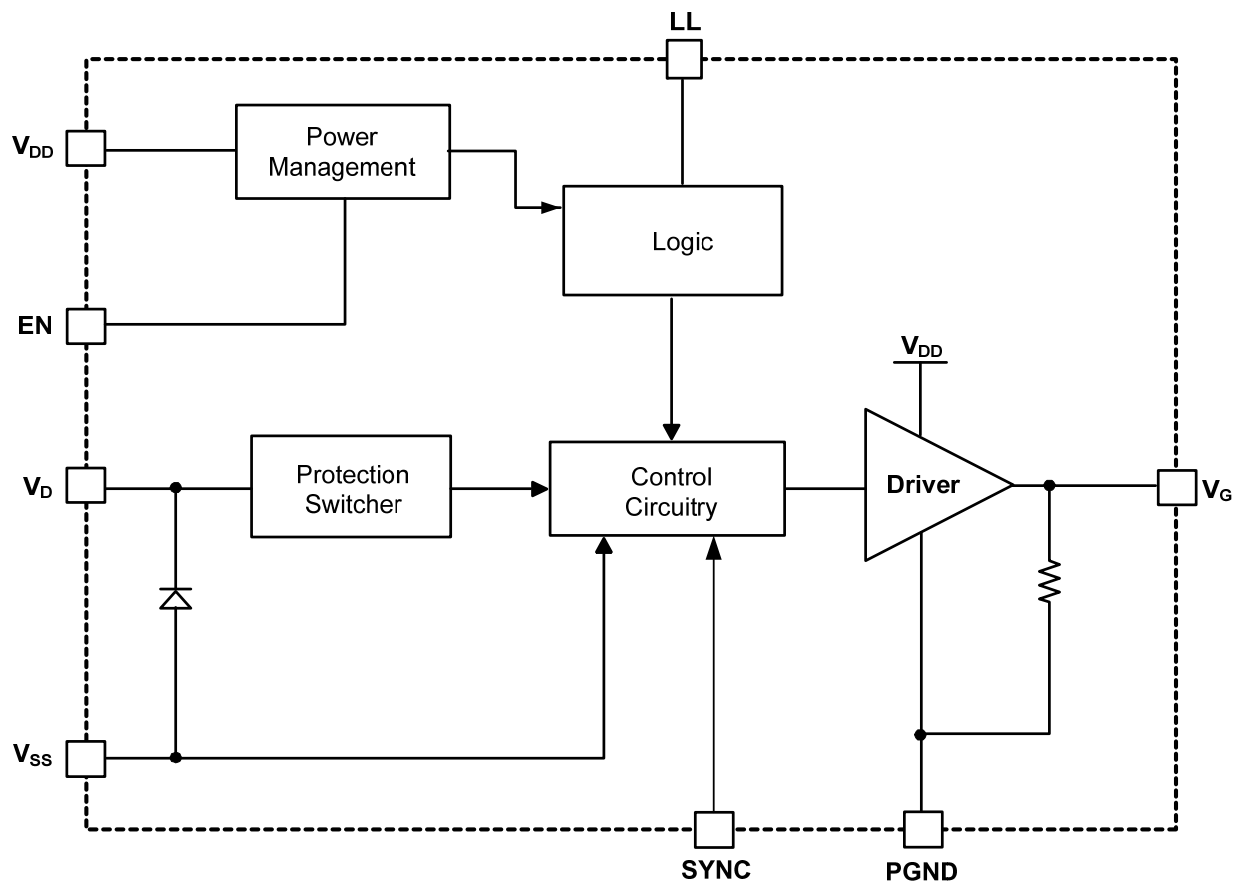 LL
VDD
Power
Management
Logic
EN
VDD
VD
Protection
Switcher
Control
Circuitry
Driver
VG
VSS
SYNC
PGND